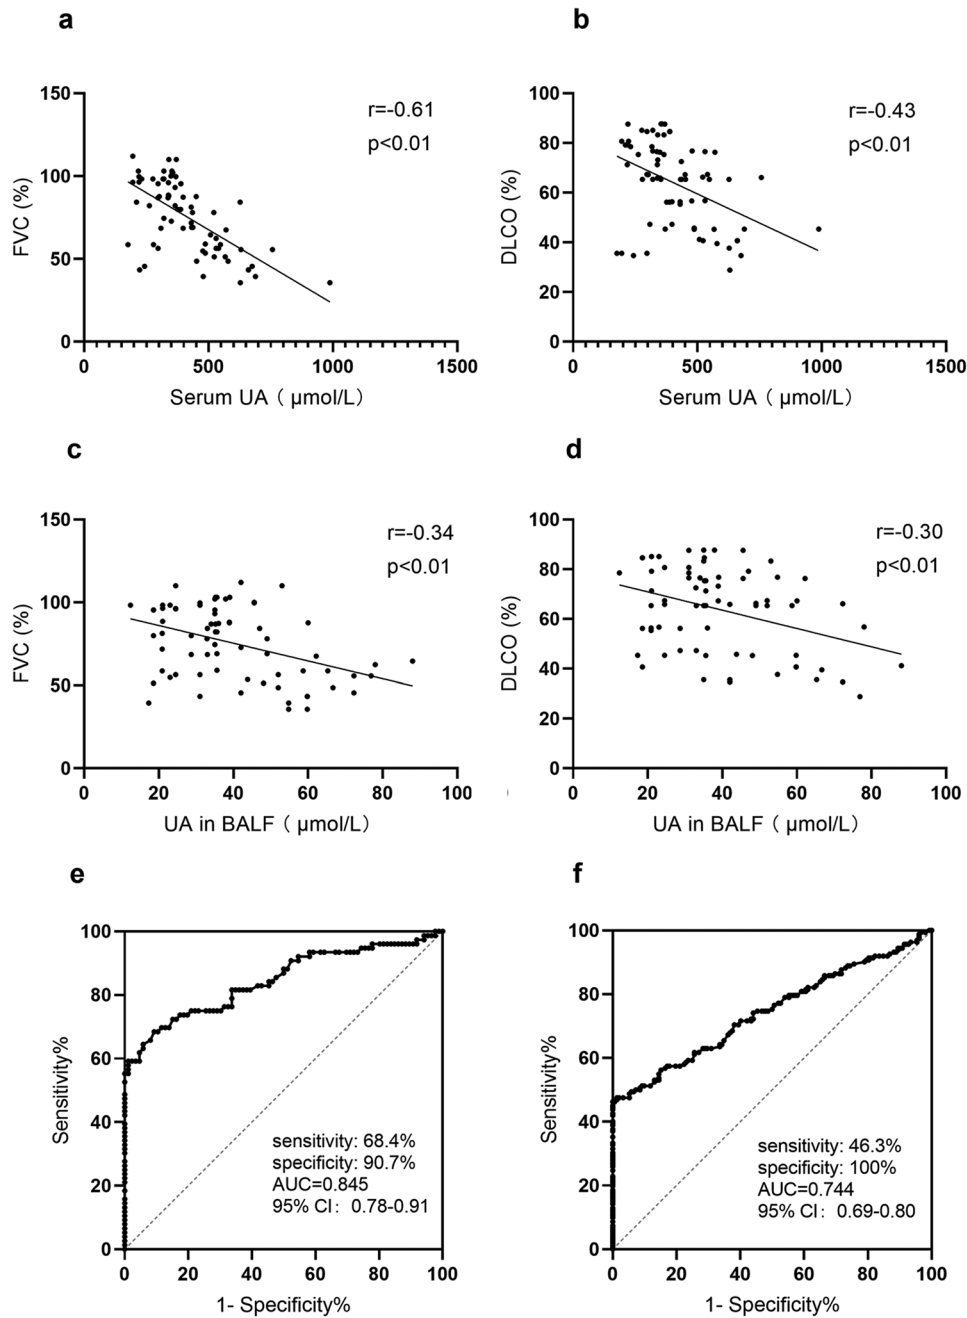 a
b
150
100
50
0
FVC (%)
r=-0.61
p<0.01
0
500
1000
1500
Serum UA（ μmol/L）
100
80
60
40
20
0
DLCO (%)
r=-0.43
p<0.01
0
500
1000
1500
Serum UA（ μmol/L）
c
d
150
100
50
0
FVC (%)
r=-0.34
p<0.01
0
20
40
60
80
100
UA in BALF（ μmol/L）
100
80
60
40
20
0
DLCO (%)
r=-0.30
p<0.01
0
20
40
60
80
100
UA in BALF（ μmol/L）
e
f
100
80
60
40
20
0
Sensitivity%
sensitivity: 68.4%
specificity: 90.7%
AUC=0.845
95% CI： 0.78-0.91
0
20
40
60
80
100
1- Specificity%
100
80
60
40
20
0
Sensitivity%
sensitivity: 46.3%
specificity: 100%
AUC=0.744
95% CI： 0.69-0.80
0
20
40
60
80
100
1- Specificity%